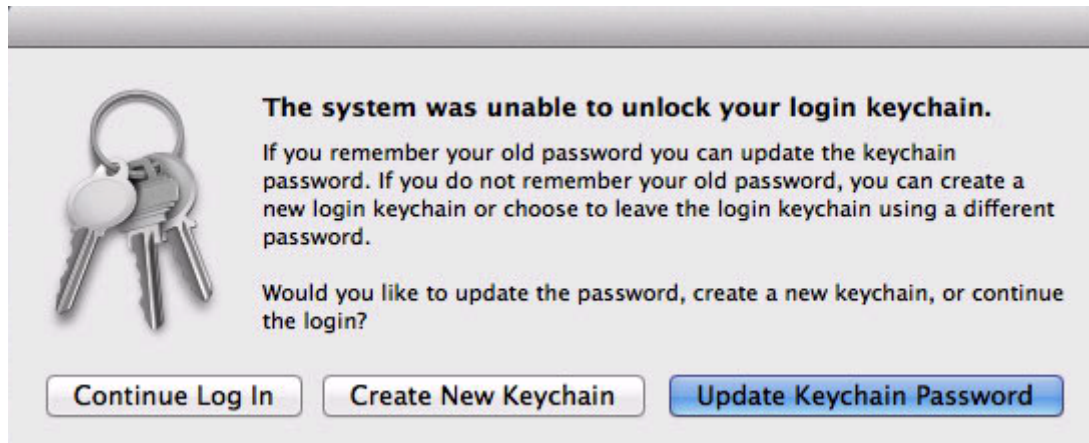 The system was unable to unlock your login keychain.
If you remember your old password you can update the keychain
password. If you do not remember your old password, you can create a
new login keychain or choose to leave the login keychain using a different
password.
Would you like to update the password, create a new keychain, or continue
the login?
Continue Log In
Create New Keychain
Update Keychain Password